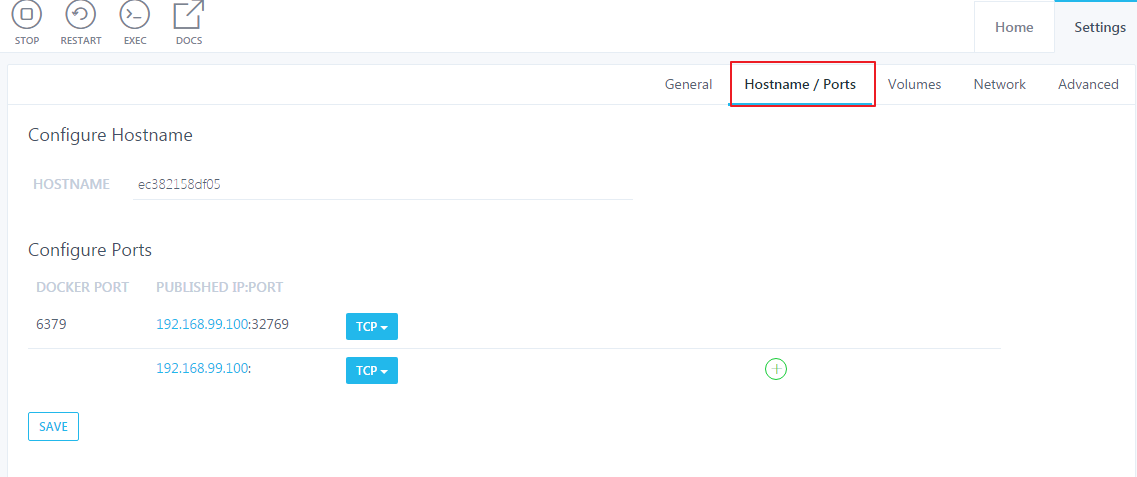 STOP RESTART EXEC DOCS
Home Settings
General Hostname / Ports Volumes Network Advanced
Configure Hostname
HOSTNAME ec382158df05
Configure Ports
DOCKER PORT PUBLISHED IP:PORT
6379 192.168.99.100:32769 TCP
192.168.99.100: TCP
SAVE